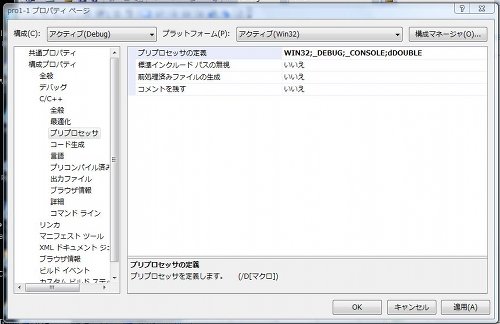 pro1-1 プロパティ ページ
構成(C): アクティブ(Debug) プラットフォーム(P): アクティブ(Win32) 構成マネージャ(O)...
共通プロパティ
構成プロパティ
全般
デバッグ
C/C++
全般
最適化
プリプロセッサ
コード生成
言語
プリコンパイル済み
出力ファイル
ブラウザ情報
詳細
コマンド ライン
リンカ
マニフェスト ツール
XML ドキュメント ジェ
ブラウザ情報
ビルド イベント
カスタム ビルド ステッ
プリプロセッサの定義 WIN32;_DEBUG;_CONSOLE;dDOUBLE
標準インクルード パスの無視 いいえ
前処理済みファイルの生成 いいえ
コメントを残す いいえ
プリプロセッサの定義
プリプロセッサを定義します。 (/D[マクロ])
OK キャンセル 適用(A)